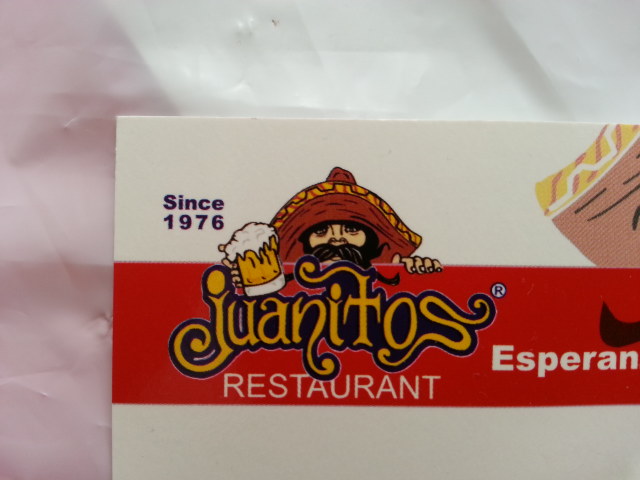 Since
1976
juanitos ®
RESTAURANT
Esperan